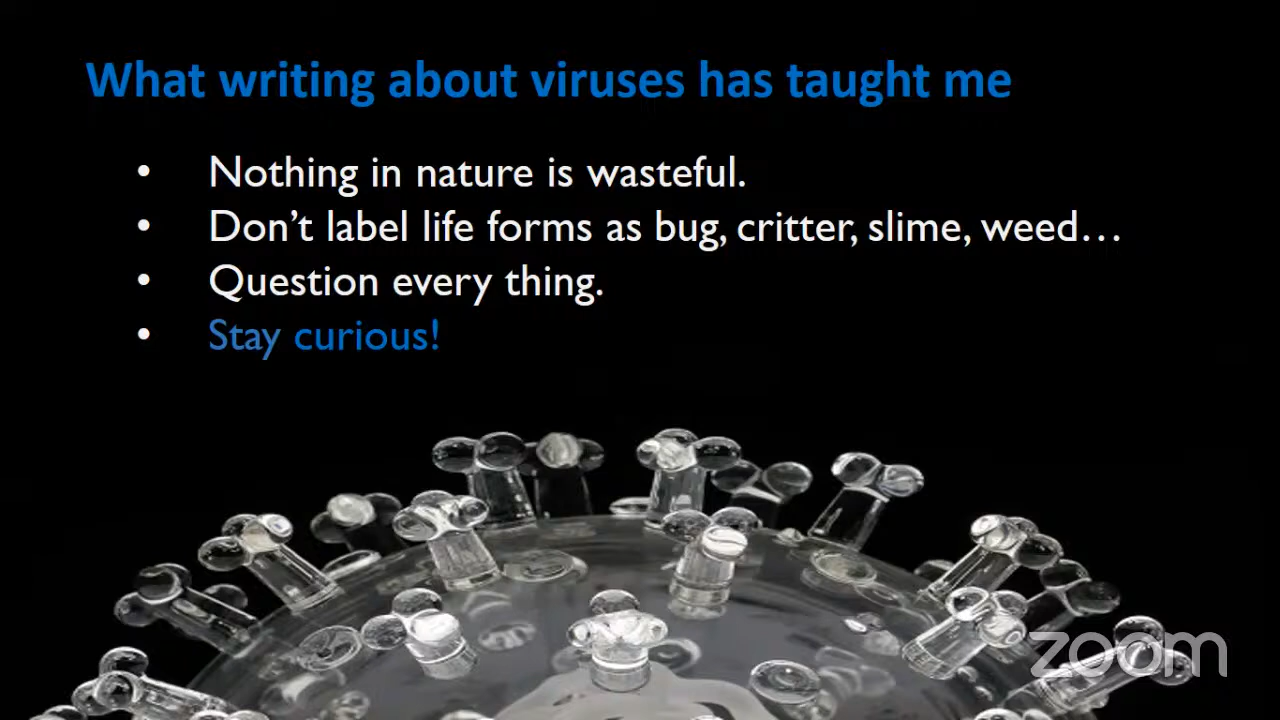 What writing about viruses has taught me
• Nothing in nature is wasteful.
• Don’t label life forms as bug, critter, slime, weed…
• Question every thing.
• Stay curious!
zoom